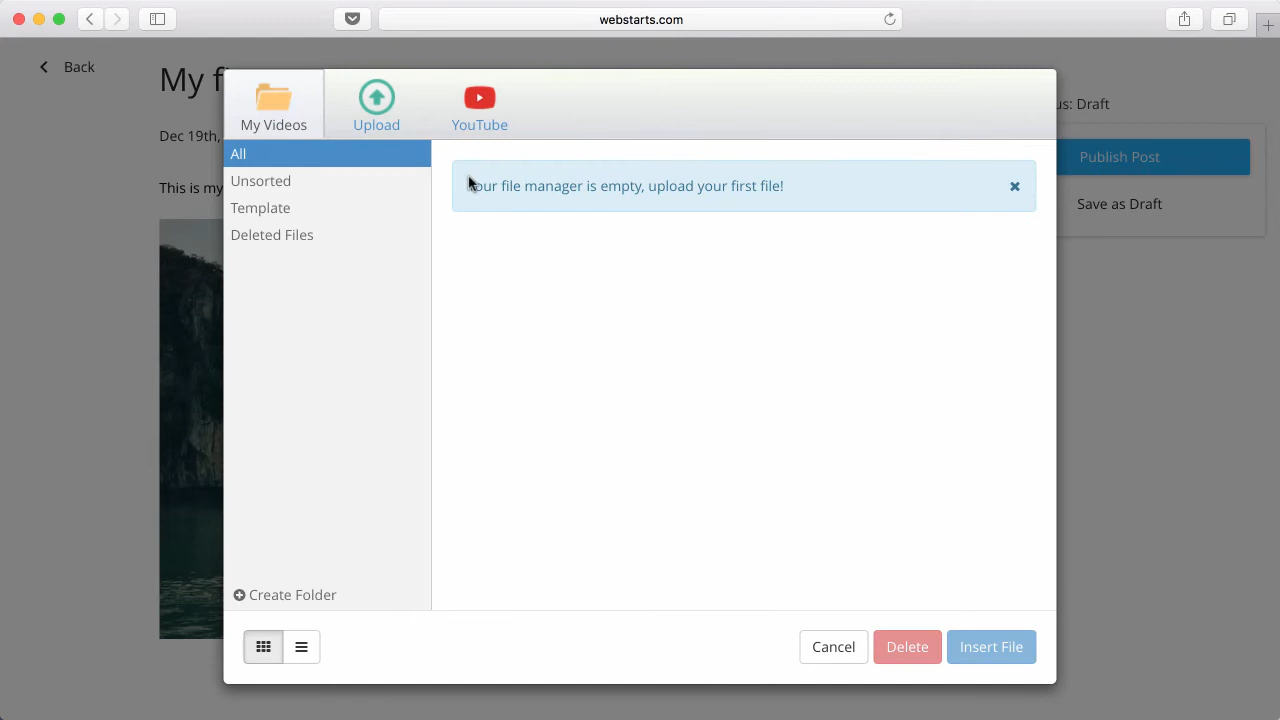 webstarts.com
Back
My fi
us: Draft
Dec 19th,
Publish Post
This is my
Save as Draft
My Videos
Upload
YouTube
All
Unsorted
Template
Deleted Files
our file manager is empty, upload your first file!
Create Folder
Cancel
Delete
Insert File